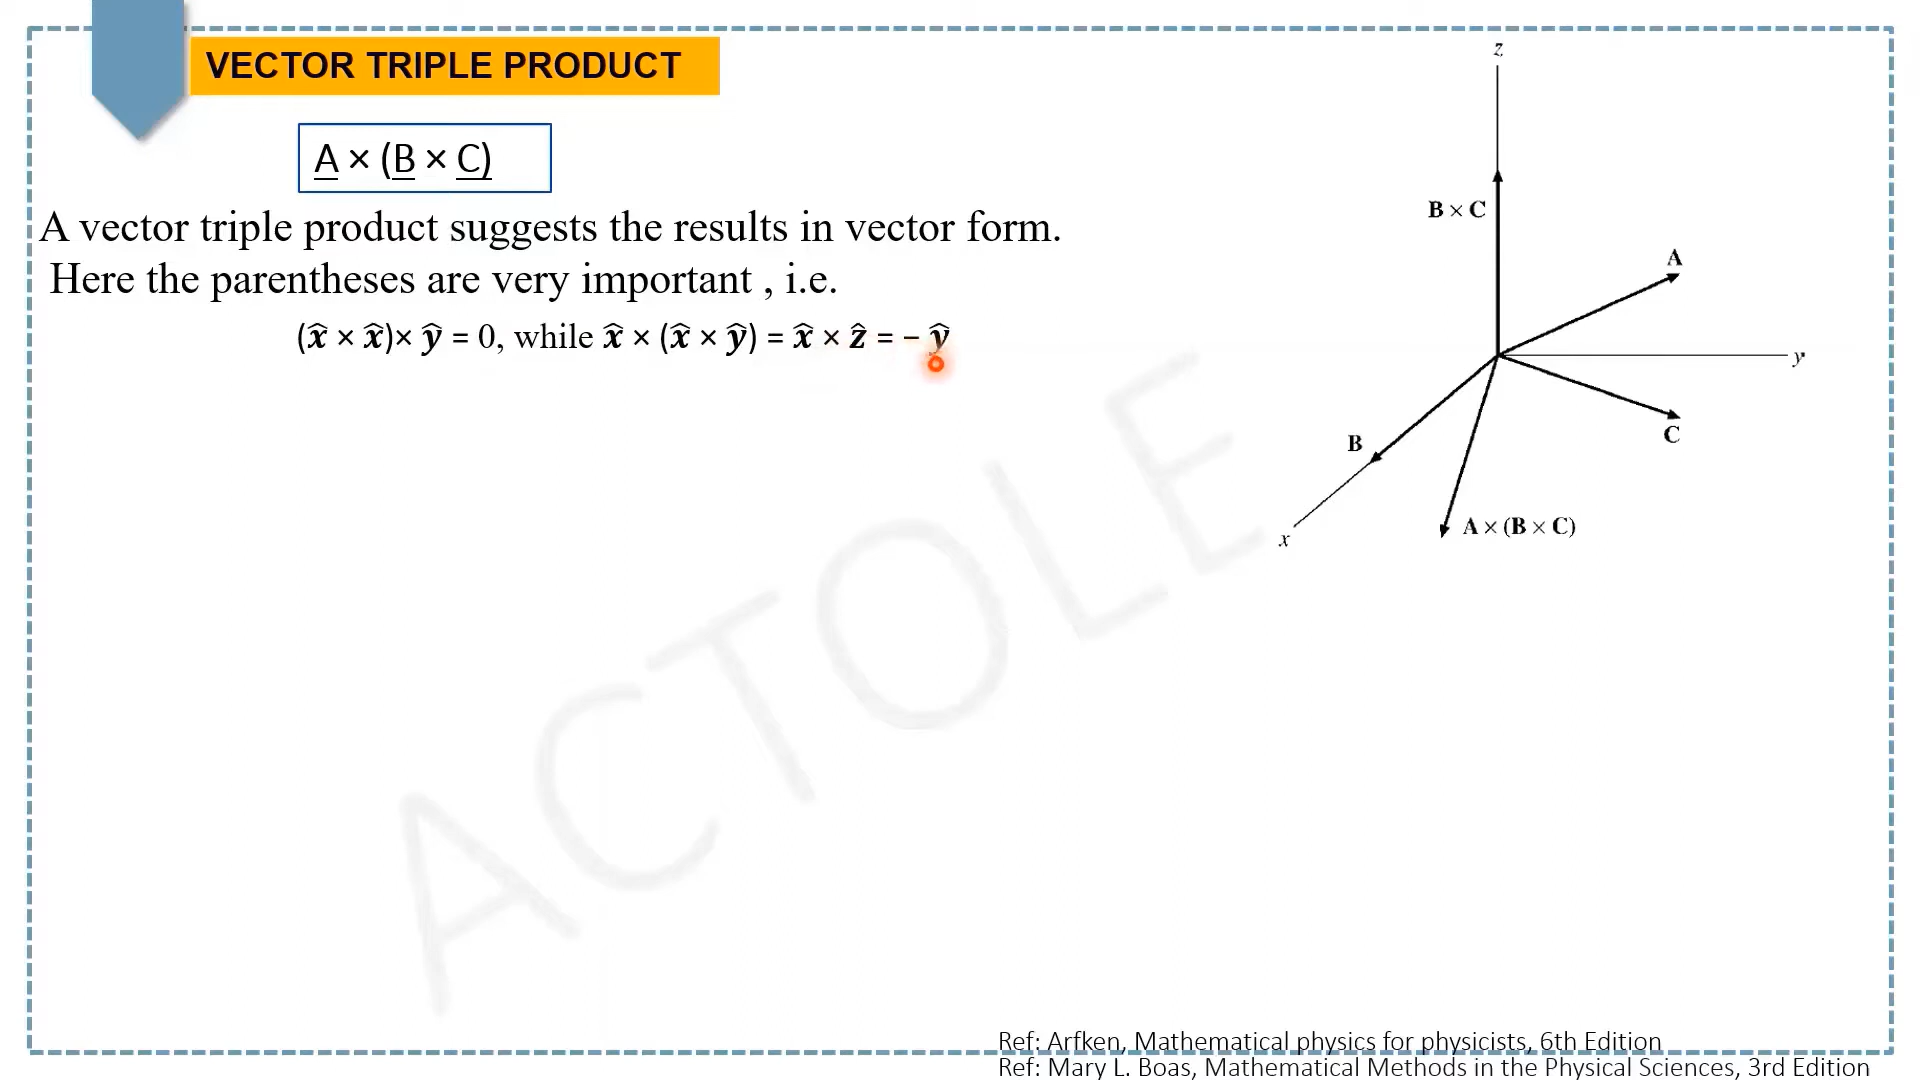 VECTOR TRIPLE PRODUCT
A × (B × C)
A vector triple product suggests the results in vector form.
Here the parentheses are very important , i.e.
(x̂ × x̂)× ŷ = 0, while x̂ × (x̂ × ŷ) = x̂ × ẑ = – ŷ
z
B × C
A
y
C
B
A × (B × C)
x
ACTOLE
Ref: Arfken, Mathematical physics for physicists, 6th Edition
Ref: Mary L. Boas, Mathematical Methods in the Physical Sciences, 3rd Edition